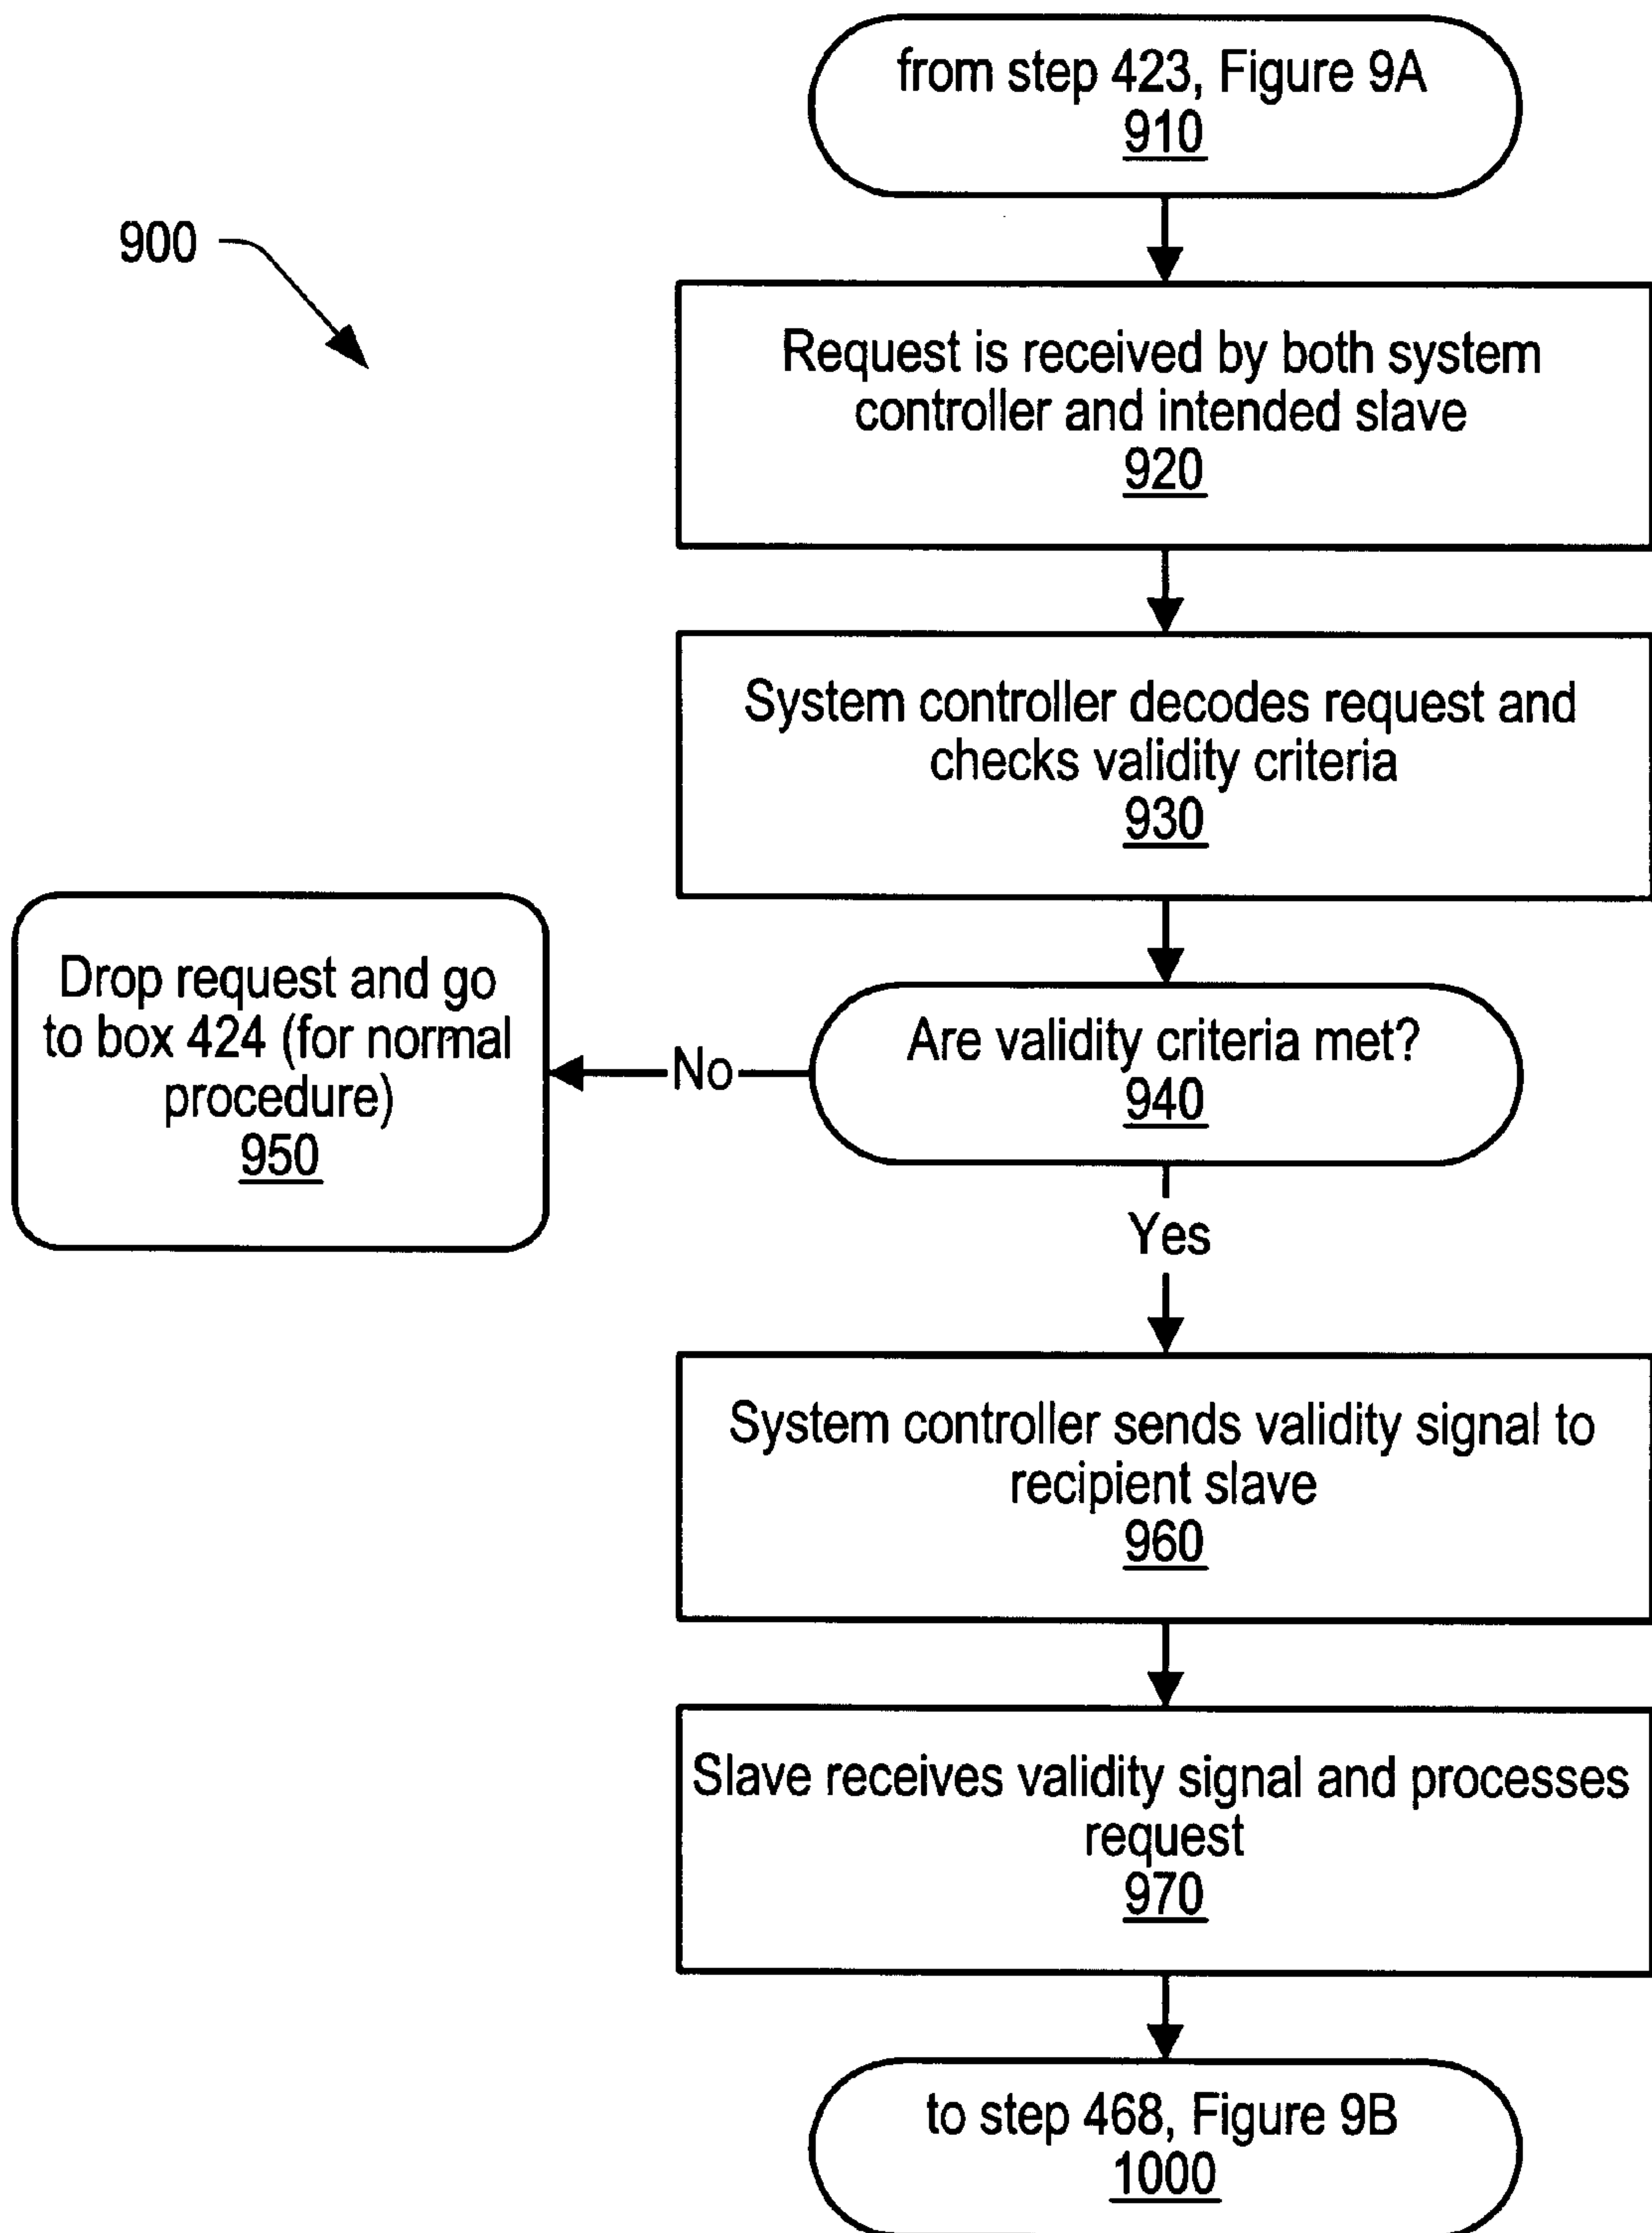 from step 423, Figure 9A
910
900
Request is received by both system
controller and intended slave
920
System controller decodes request and
checks validity criteria
930
Drop request and go
to box 424 (for normal
procedure)
950
No
Are validity criteria met?
940
Yes
System controller sends validity signal to
recipient slave
960
Slave receives validity signal and processes
request
970
to step 468, Figure 9B
1000